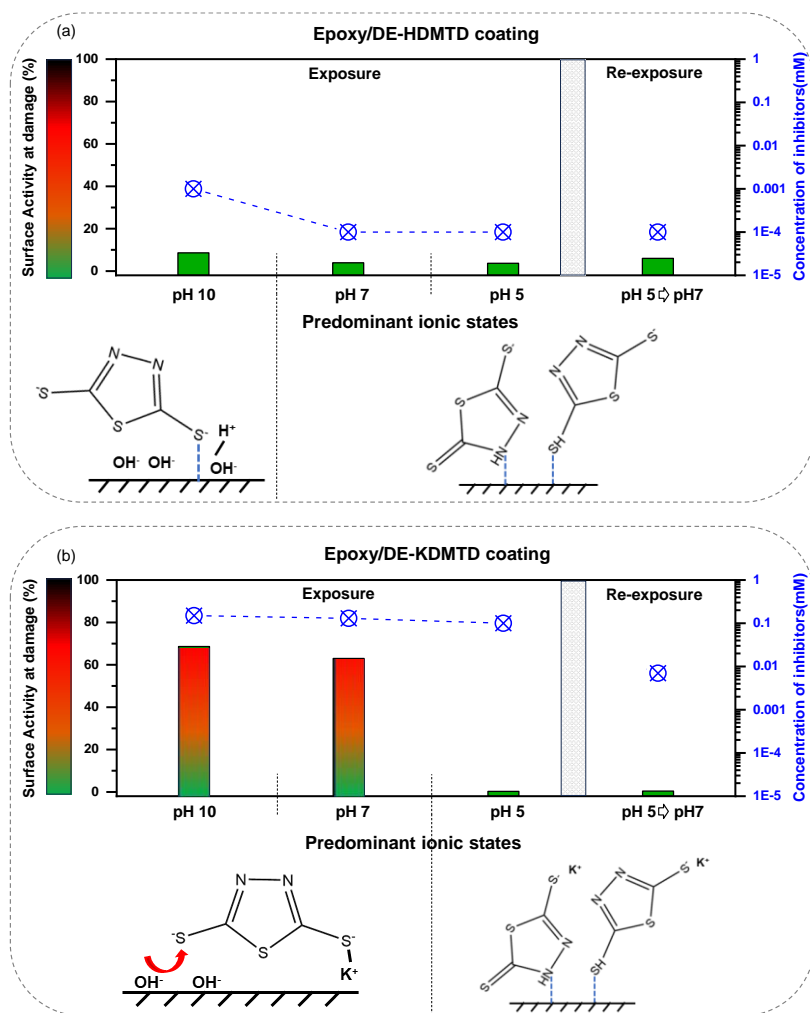 (a)
Epoxy/DE-HDMTD coating
Exposure
Re-exposure
Surface Activity at damage (%)
100
80
60
40
20
0
1
0.1
0.01
0.001
1E-4
1E-5
Concentration of inhibitors(mM)
pH 10
pH 7
pH 5
pH 5 ⇨ pH7
Predominant ionic states
N
N
-S
S
S-
H+
OH- OH-
OH-
S-
S
N
HN
S
N
N
S-
S
SH
(b)
Epoxy/DE-KDMTD coating
Exposure
Re-exposure
Surface Activity at damage (%)
100
80
60
40
20
0
1
0.1
0.01
0.001
1E-4
1E-5
Concentration of inhibitors(mM)
pH 10
pH 7
pH 5
pH 5 ⇨ pH7
Predominant ionic states
N
N
-S
S
S-
K+
OH-
OH-
S- K+
S
N
HN
S
N
N
S- K+
S
SH